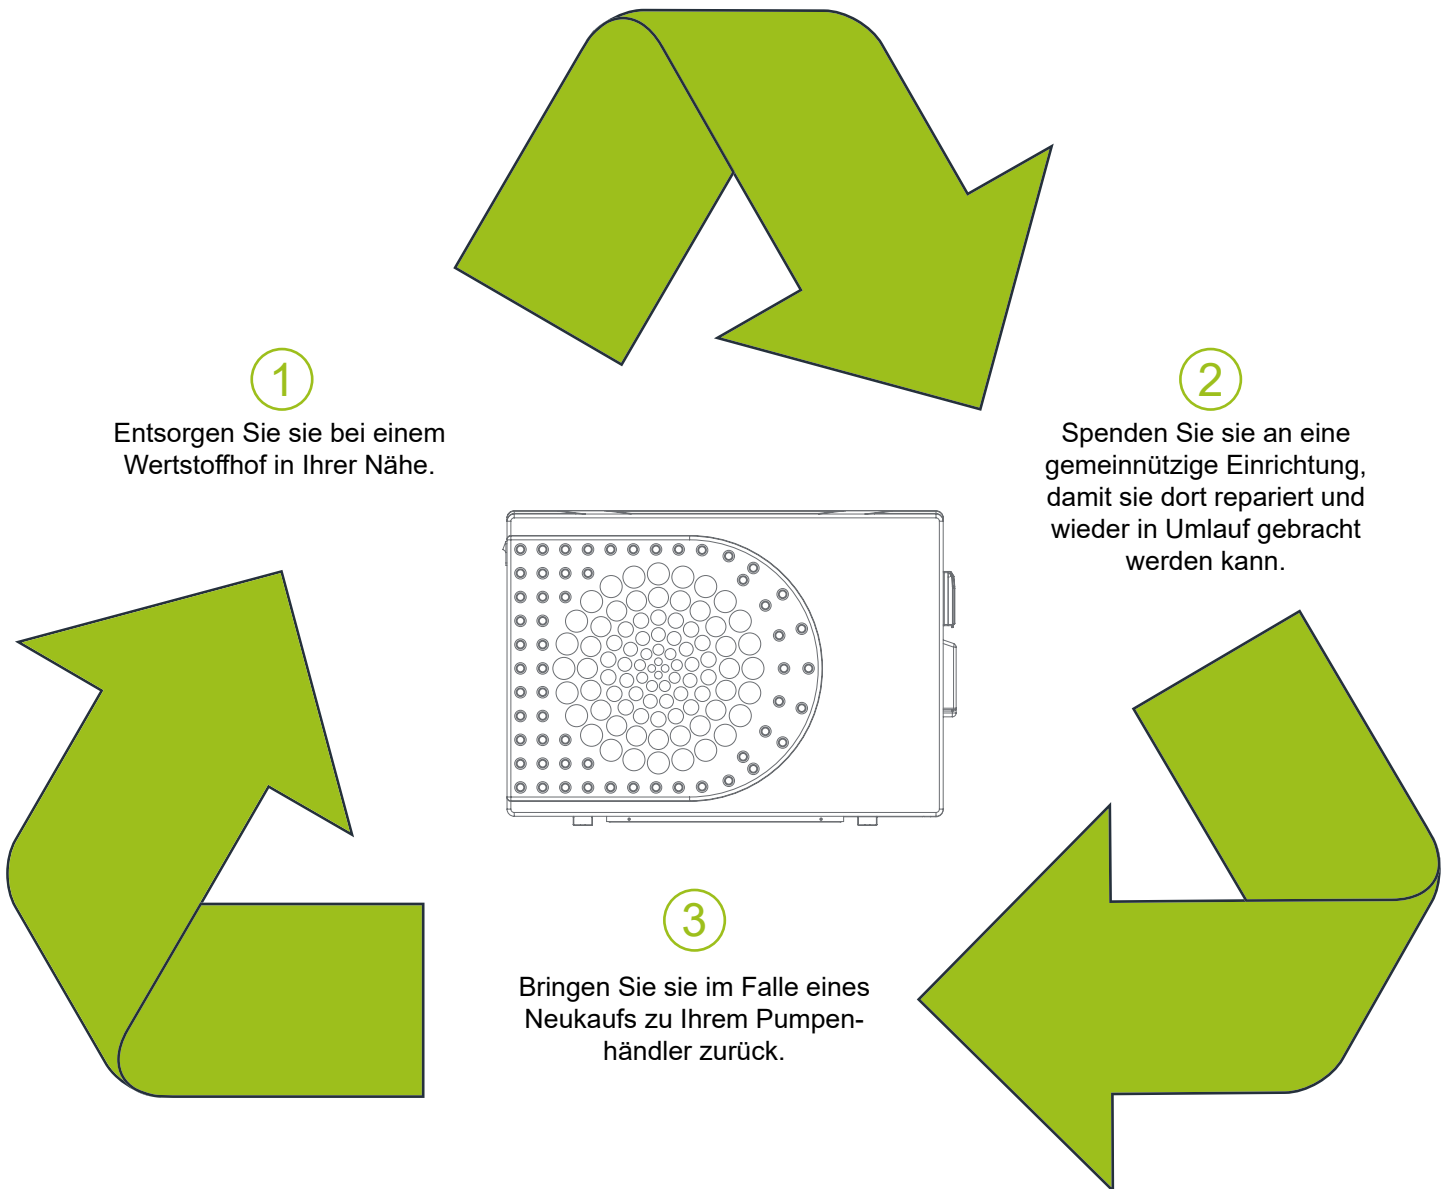 1
Entsorgen Sie sie bei einem
Wertstoffhof in Ihrer Nähe.
2
Spenden Sie sie an eine
gemeinnützige Einrichtung,
damit sie dort repariert und
wieder in Umlauf gebracht
werden kann.
3
Bringen Sie sie im Falle eines
Neukaufs zu Ihrem Pumpen-
händler zurück.